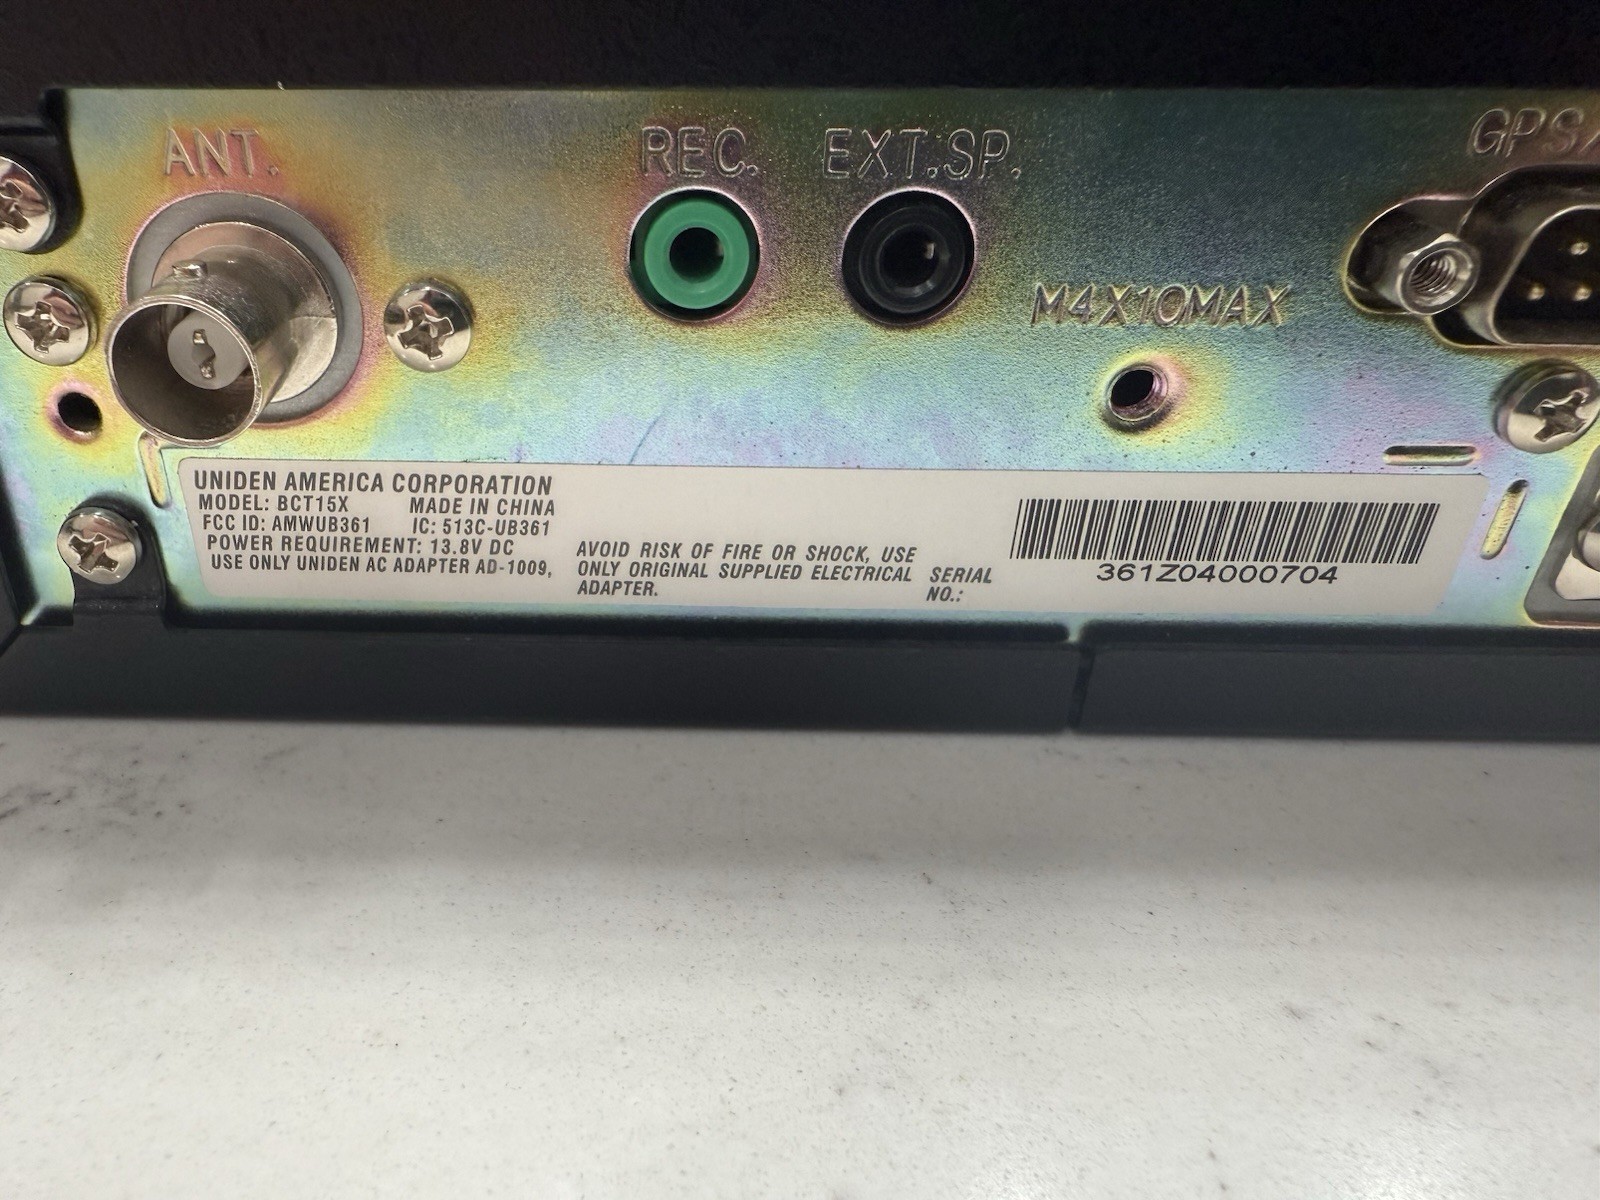 ANT.
REC.
EXT.SP.
GPS/
M4X10MAX
UNIDEN AMERICA CORPORATION
MODEL: BCT15X MADE IN CHINA
FCC ID: AMWUB361 IC: 513C-UB361
POWER REQUIREMENT: 13.8V DC
USE ONLY UNIDEN AC ADAPTER AD-1009,
AVOID RISK OF FIRE OR SHOCK, USE
ONLY ORIGINAL SUPPLIED ELECTRICAL
ADAPTER.
SERIAL
NO.:
361Z04000704